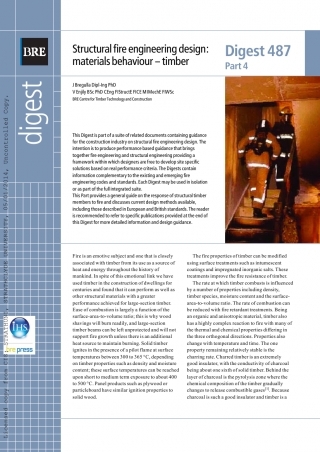 BRE
digest
Structural fire engineering design:
materials behaviour – timber
Digest 487
Part 4
J Bregulla Dipl-Ing PhD
V Enjily BSc PhD CEng FIStructE FICE MIMechE FIWSc
BRE Centre for Timber Technology and Construction
This Digest is part of a suite of related documents containing guidance
for the construction industry on structural fire engineering design. The
intention is to produce performance-based guidance that brings
together fire engineering and structural engineering providing a
framework within which designers are free to develop site specific
solutions based on real performance criteria. The Digests contain
information complementary to the existing and emerging fire
engineering codes and standards. Each Digest may be used in isolation
or as part of the full integrated suite.
This Part provides a general guide on the response of structural timber
members to fire and discusses current design methods available,
including those described in European and British standards. The reader
is recommended to refer to specific publications provided at the end of
this Digest for more detailed information and design guidance.
Fire is an emotive subject and one that is closely
associated with timber from its use as a source of
heat and energy throughout the history of
mankind. In spite of this emotional link we have
used timber in the construction of dwellings for
centuries and found that it can perform as well as
other structural materials with a greater
performance achieved for large-section timber.
Ease of combustion is largely a function of the
surface-area-to-volume ratio; this is why wood
shavings will burn readily, and large-section
timber beams can be left unprotected and will not
support fire growth unless there is an additional
heat source to maintain burning. Solid timber
ignites in the presence of a pilot flame at surface
temperatures between 300 to 365 °C, depending
on timber properties such as density and moisture
content; those surface temperatures can be reached
upon short to medium term exposure to about 400
to 500 °C. Panel products such as plywood or
particleboard have similar ignition properties to
solid wood.
The fire properties of timber can be modified
using surface treatments such as intumescent
coatings and impregnated inorganic salts. These
treatments improve the fire resistance of timber.
The rate at which timber combusts is influenced
by a number of properties including density,
timber species, moisture content and the surface-
area-to-volume ratio. The rate of combustion can
be reduced with fire retardant treatments. Being
an organic and anisotropic material, timber also
has a highly complex reaction to fire with many of
the thermal and chemical properties differing in
the three orthogonal directions. Properties also
change with temperature and time. The one
property remaining relatively stable is the
charring rate. Charred timber is an extremely
good insulator, with the conductivity of charcoal
being about one sixth of solid timber. Behind the
layer of charcoal is the pyrolysis zone where the
chemical composition of the timber gradually
changes to release combustible gases[1]. Because
charcoal is such a good insulator and timber is a
IHS
bre press